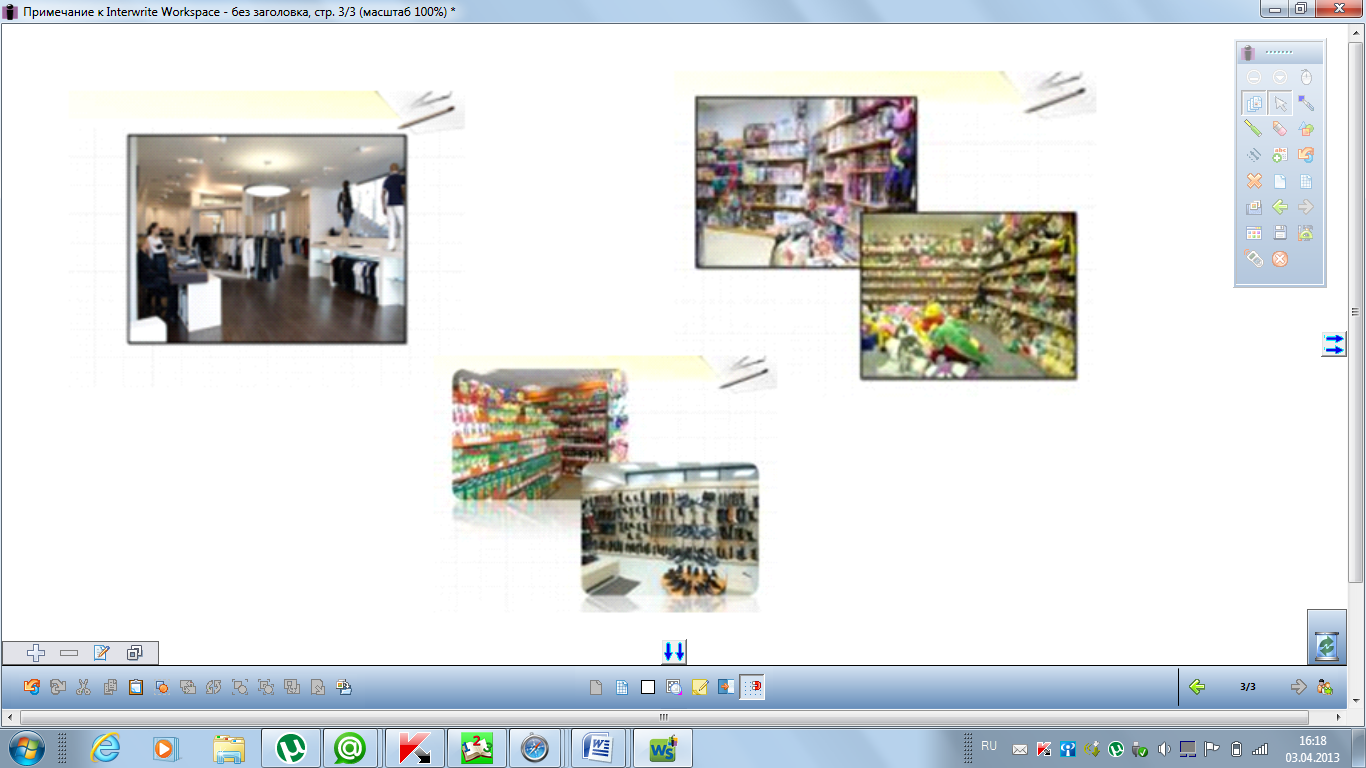 Примечание к Interwrite Workspace - без заголовка, стр. 3/3 (масштаб 100%) *
3/3
RU
16:18
03.04.2013